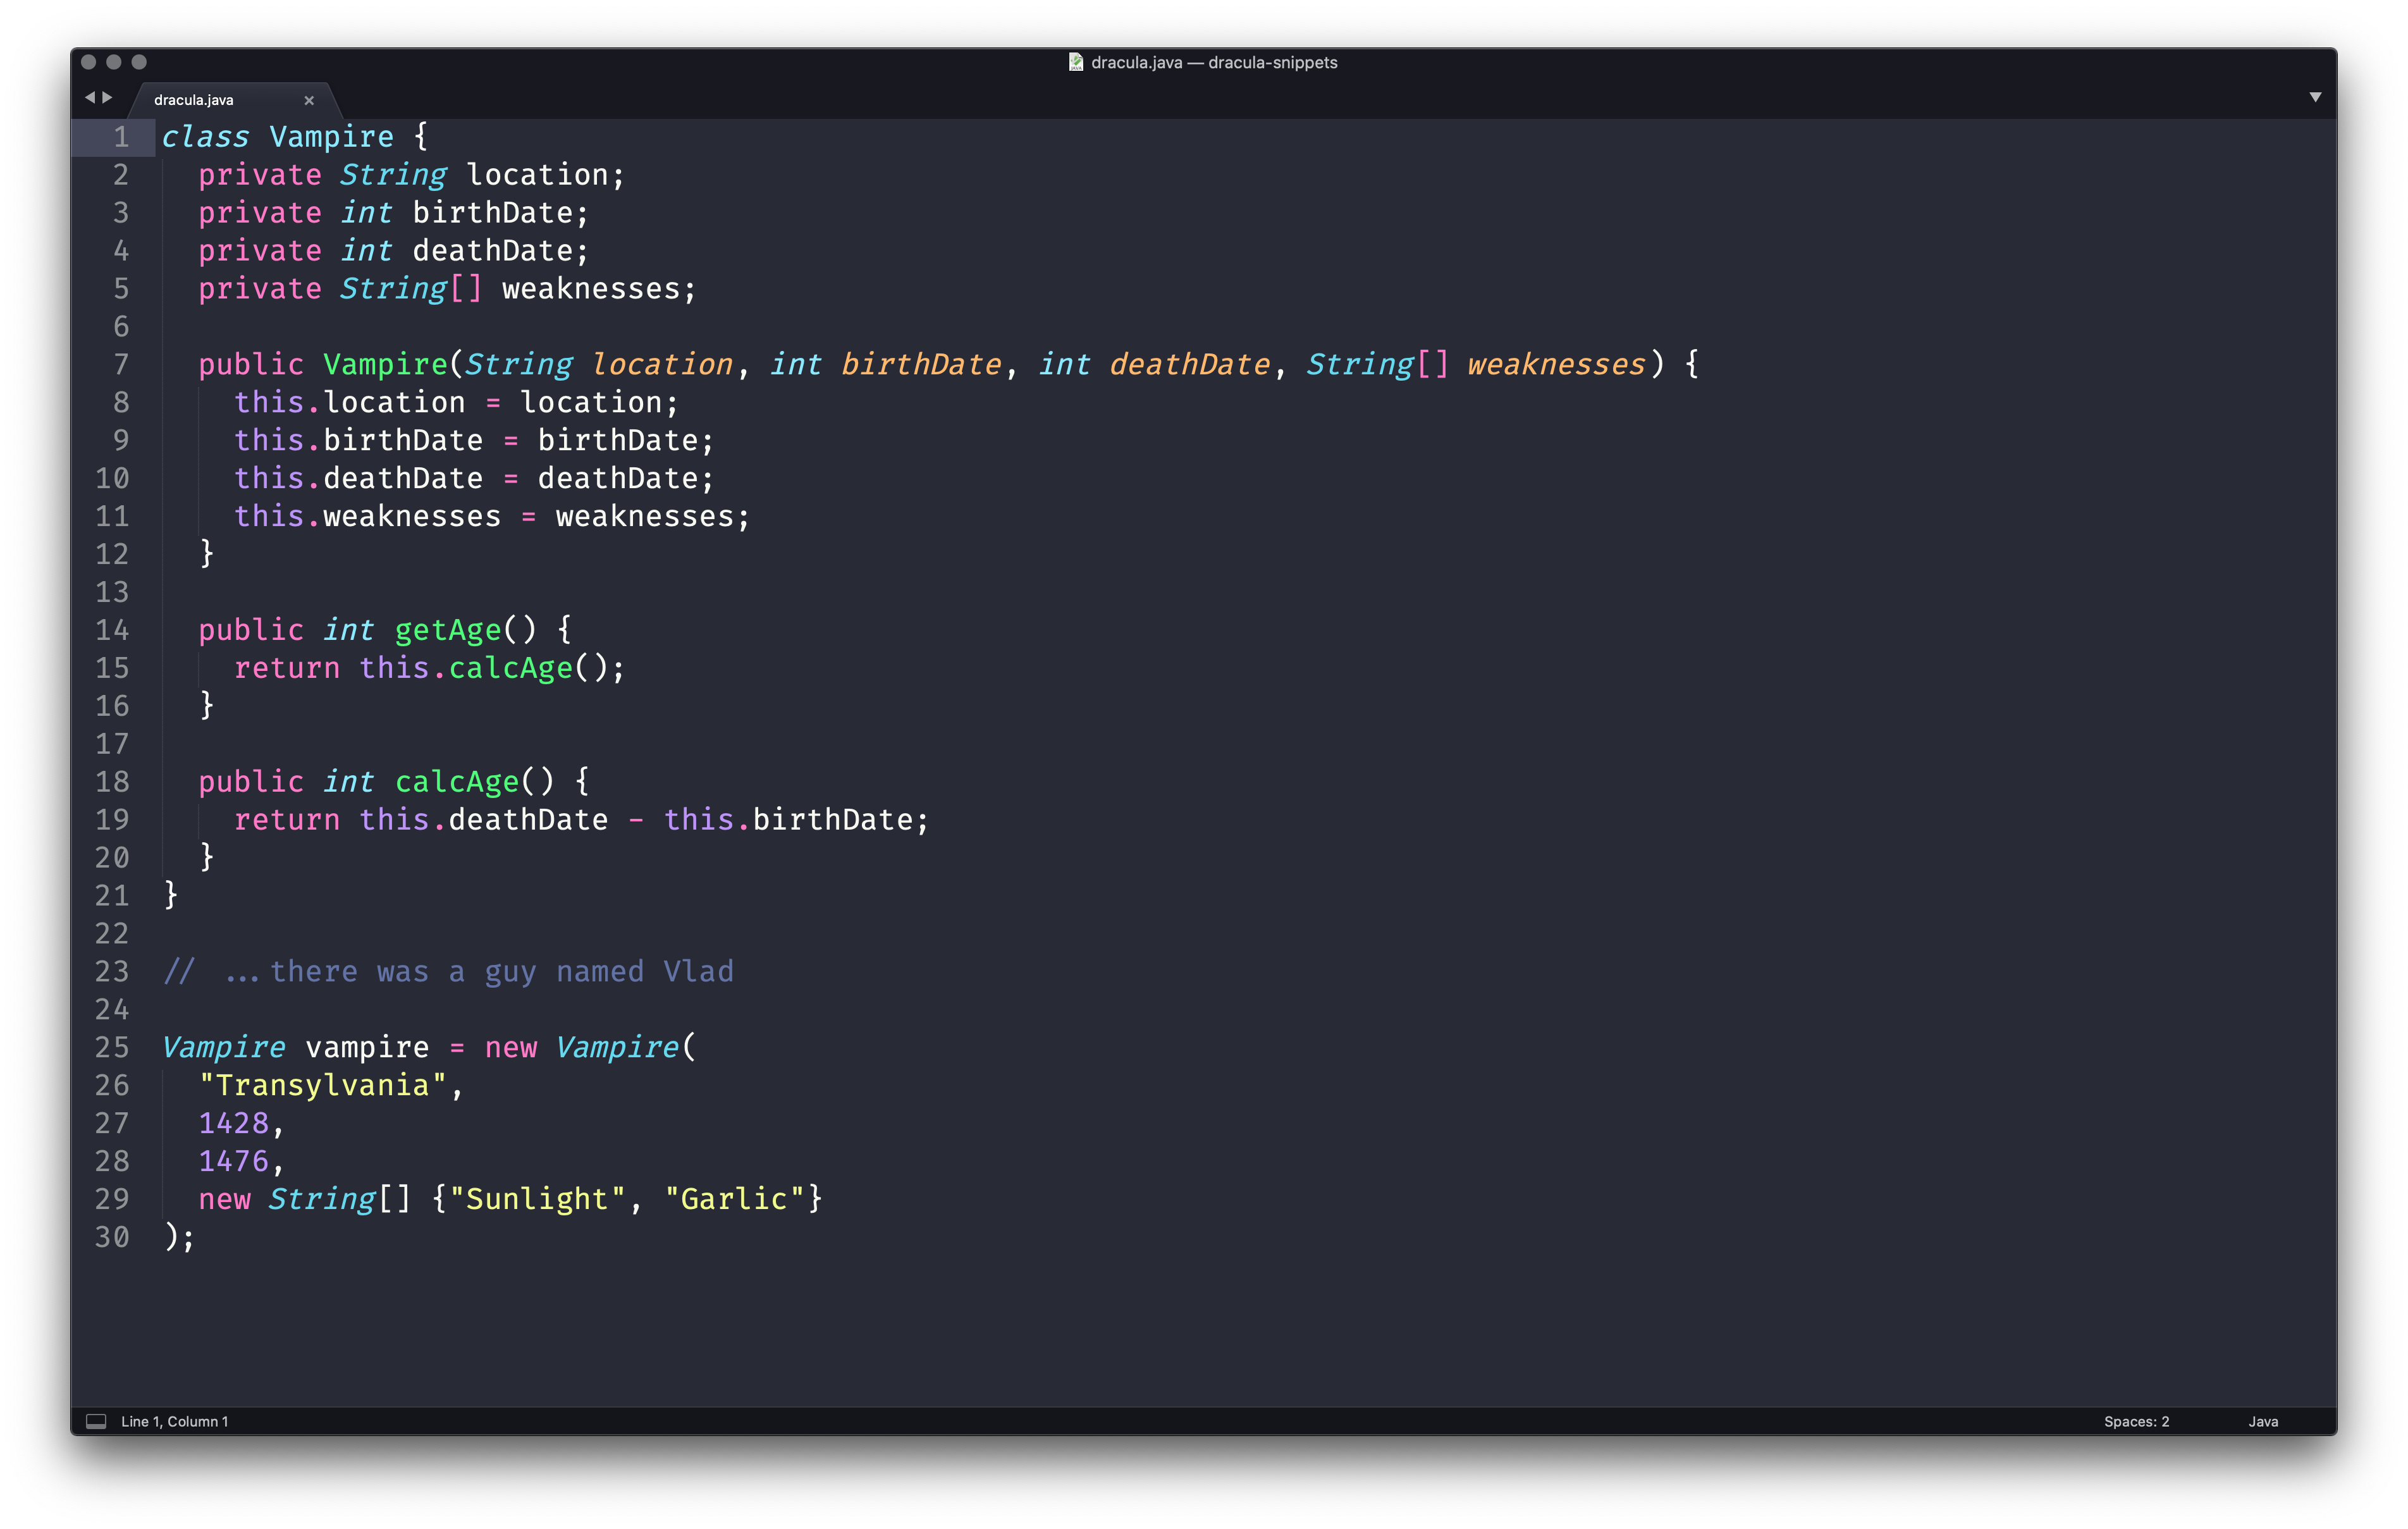 dracula.java — dracula-snippets
dracula.java ×
1 class Vampire {
2   private String location;
3   private int birthDate;
4   private int deathDate;
5   private String[] weaknesses;
6
7   public Vampire(String location, int birthDate, int deathDate, String[] weaknesses) {
8     this.location = location;
9     this.birthDate = birthDate;
10     this.deathDate = deathDate;
11     this.weaknesses = weaknesses;
12   }
13
14   public int getAge() {
15     return this.calcAge();
16   }
17
18   public int calcAge() {
19     return this.deathDate - this.birthDate;
20   }
21 }
22
23 // ...there was a guy named Vlad
24
25 Vampire vampire = new Vampire(
26   "Transylvania",
27   1428,
28   1476,
29   new String[] {"Sunlight", "Garlic"}
30 );
Line 1, Column 1 Spaces: 2 Java